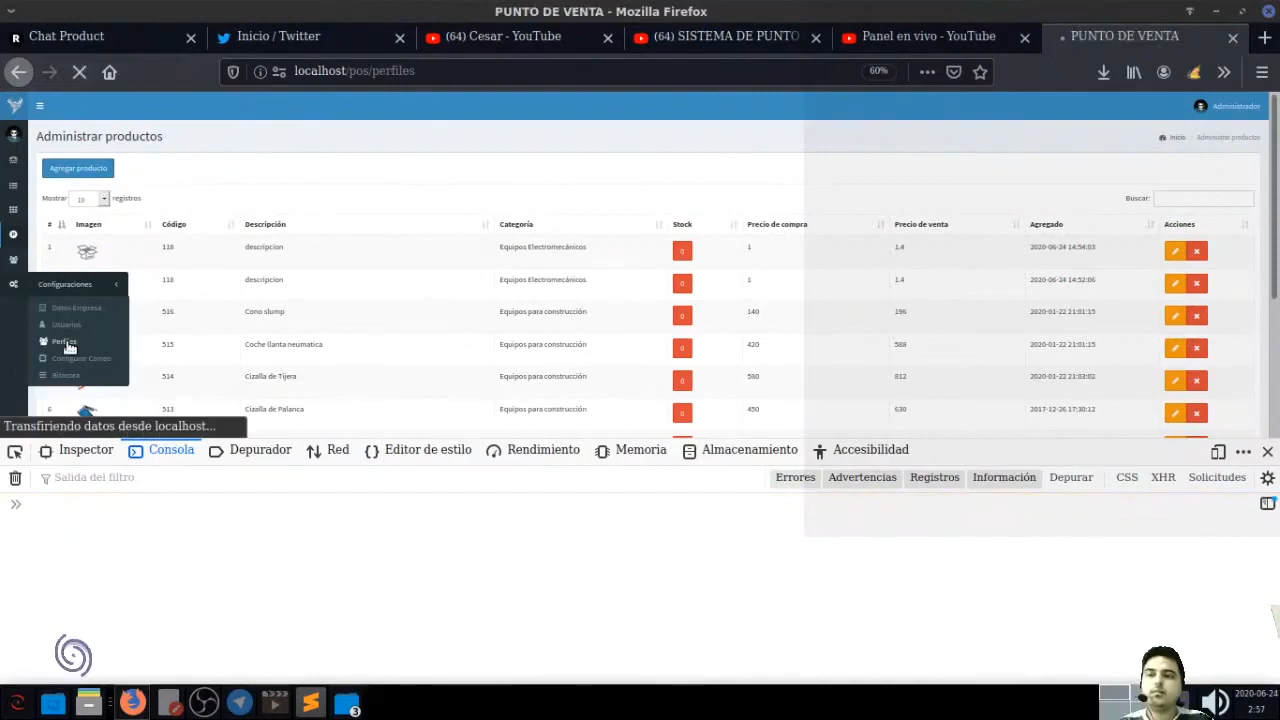 PUNTO DE VENTA - Mozilla Firefox
Chat Product
Inicio / Twitter
(64) Cesar - YouTube
(64) SISTEMA DE PUNTO
Panel en vivo - YouTube
PUNTO DE VENTA
localhost/pos/perfiles
60%
Administrador
Administrar productos
Inicio
Administrar productos
Agregar producto
Mostrar 10 registros
Buscar:
# Imagen Código Descripción Categoría Stock Precio de compra Precio de venta Agregado Acciones
1 118 descripcion Equipos Electromecánicos 0 1 1.4 2020-06-24 14:54:03
118 descripcion Equipos Electromecánicos 0 1 1.4 2020-06-24 14:52:06
516 Cono slump Equipos para construcción 0 140 196 2020-01-22 21:01:15
515 Coche llanta neumatica Equipos para construcción 0 420 588 2020-01-22 21:01:15
514 Cizalla de Tijera Equipos para construcción 0 580 812 2020-01-22 21:03:02
6 513 Cizalla de Palanca Equipos para construcción 0 450 630 2017-12-26 17:30:12
Configuraciones
Datos Empresa
Usuarios
Perfiles
Configurar Correo
Bitacora
Transfiriendo datos desde localhost...
Inspector
Consola
Depurador
Red
Editor de estilo
Rendimiento
Memoria
Almacenamiento
Accesibilidad
Salida del filtro
Errores
Advertencias
Registros
Información
Depurar
CSS
XHR
Solicitudes
3
2020-06-24
2:57